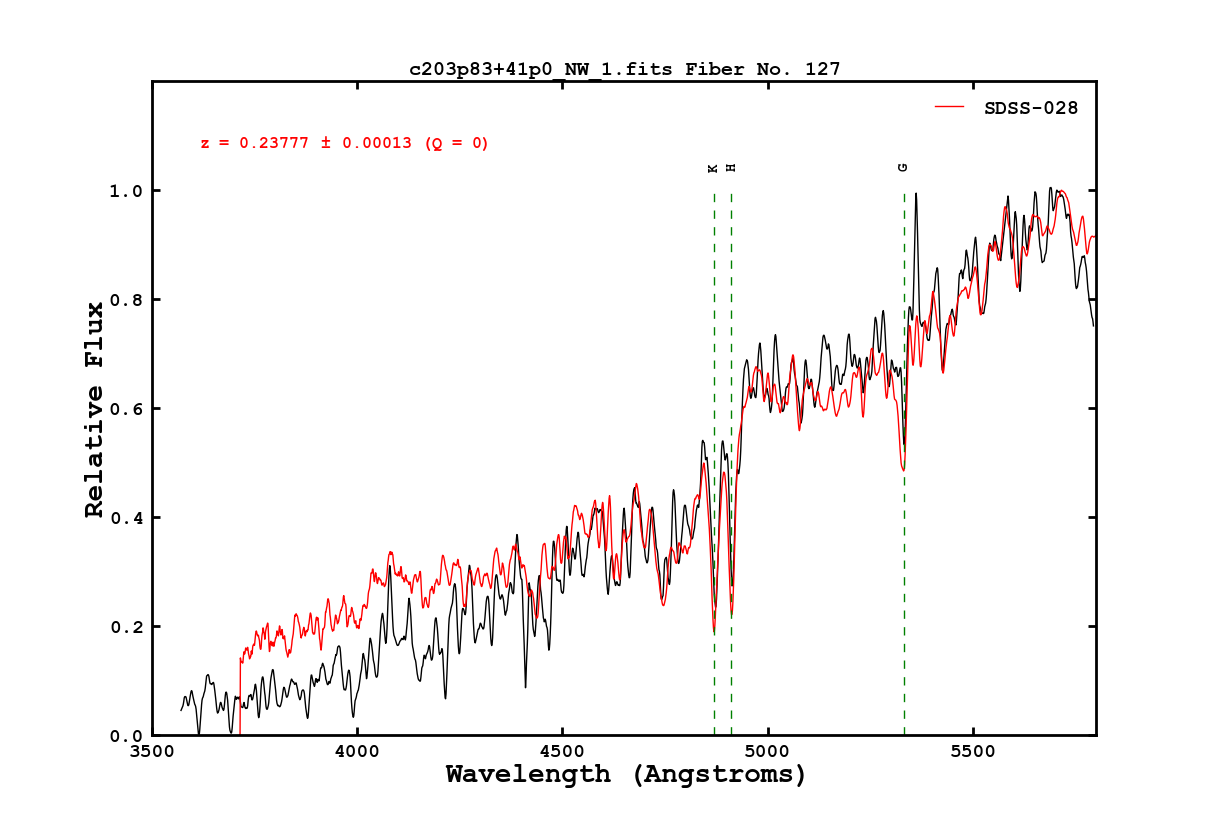 c203p83+41p0_NW_1.fits Fiber No. 127
SDSS-028
z = 0.23777 ± 0.00013 (Q = 0)
K
H
G
1.0
0.8
0.6
0.4
0.2
0.0
Relative Flux
3500
4000
4500
5000
5500
Wavelength (Angstroms)